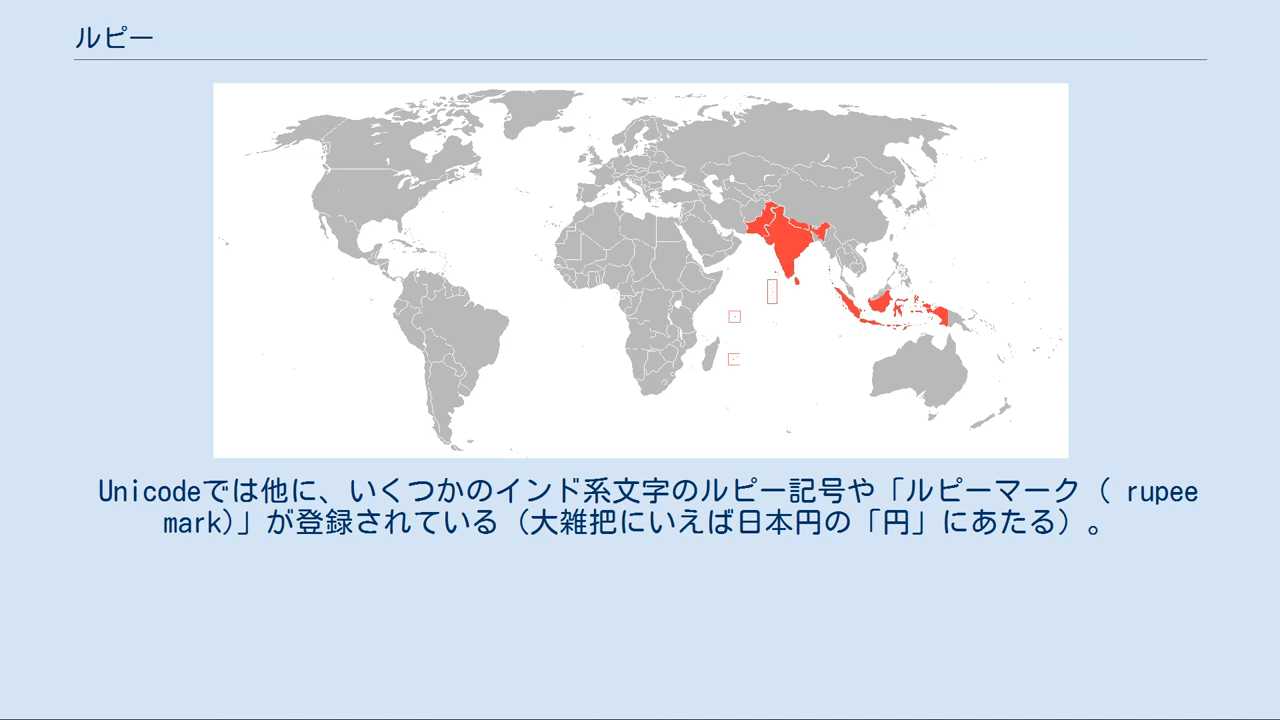 ルピー
Unicodeでは他に、いくつかのインド系文字のルピー記号や「ルピーマーク（ rupee
mark)」が登録されている（大雑把にいえば日本円の「円」にあたる）。